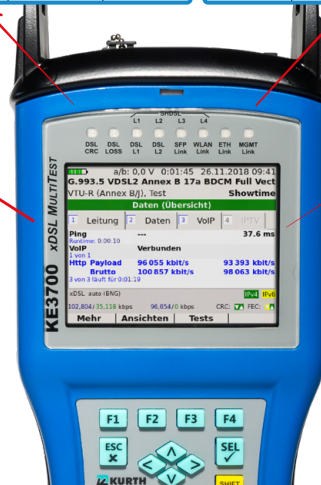 SHDSL
L1 L2 L3 L4
DSL CRC
DSL LOSS
DSL L1
DSL L2
SFP Link
WLAN Link
ETH Link
MGMT Link
a/b: 0,0 V 0:01:45 26.11.2018 09:41
G.993.5 VDSL2 Annex B 17a BDCM Full Vect
VTU-R (Annex B/J), Test Showtime
Daten (Übersicht)
1 Leitung 2 Daten 3 VoIP 4 IPTV
Ping --- 37.6 ms
Runtime: 0:00:10
VoIP Verbunden
1 von 1
Http Payload 96 055 kbit/s 93 393 kbit/s
Brutto 100 857 kbit/s 98 063 kbit/s
3 von 3 läuft für 0:01:19
xDSL auto (BNG) IPv4 IPv6
102,804/35,118 kbps 96,654/0 kbps CRC: FEC:
Mehr Ansichten Tests
KE3700 xDSL MULTITEST
F1 F2 F3 F4
ESC
SEL
KURTH
SHIFT